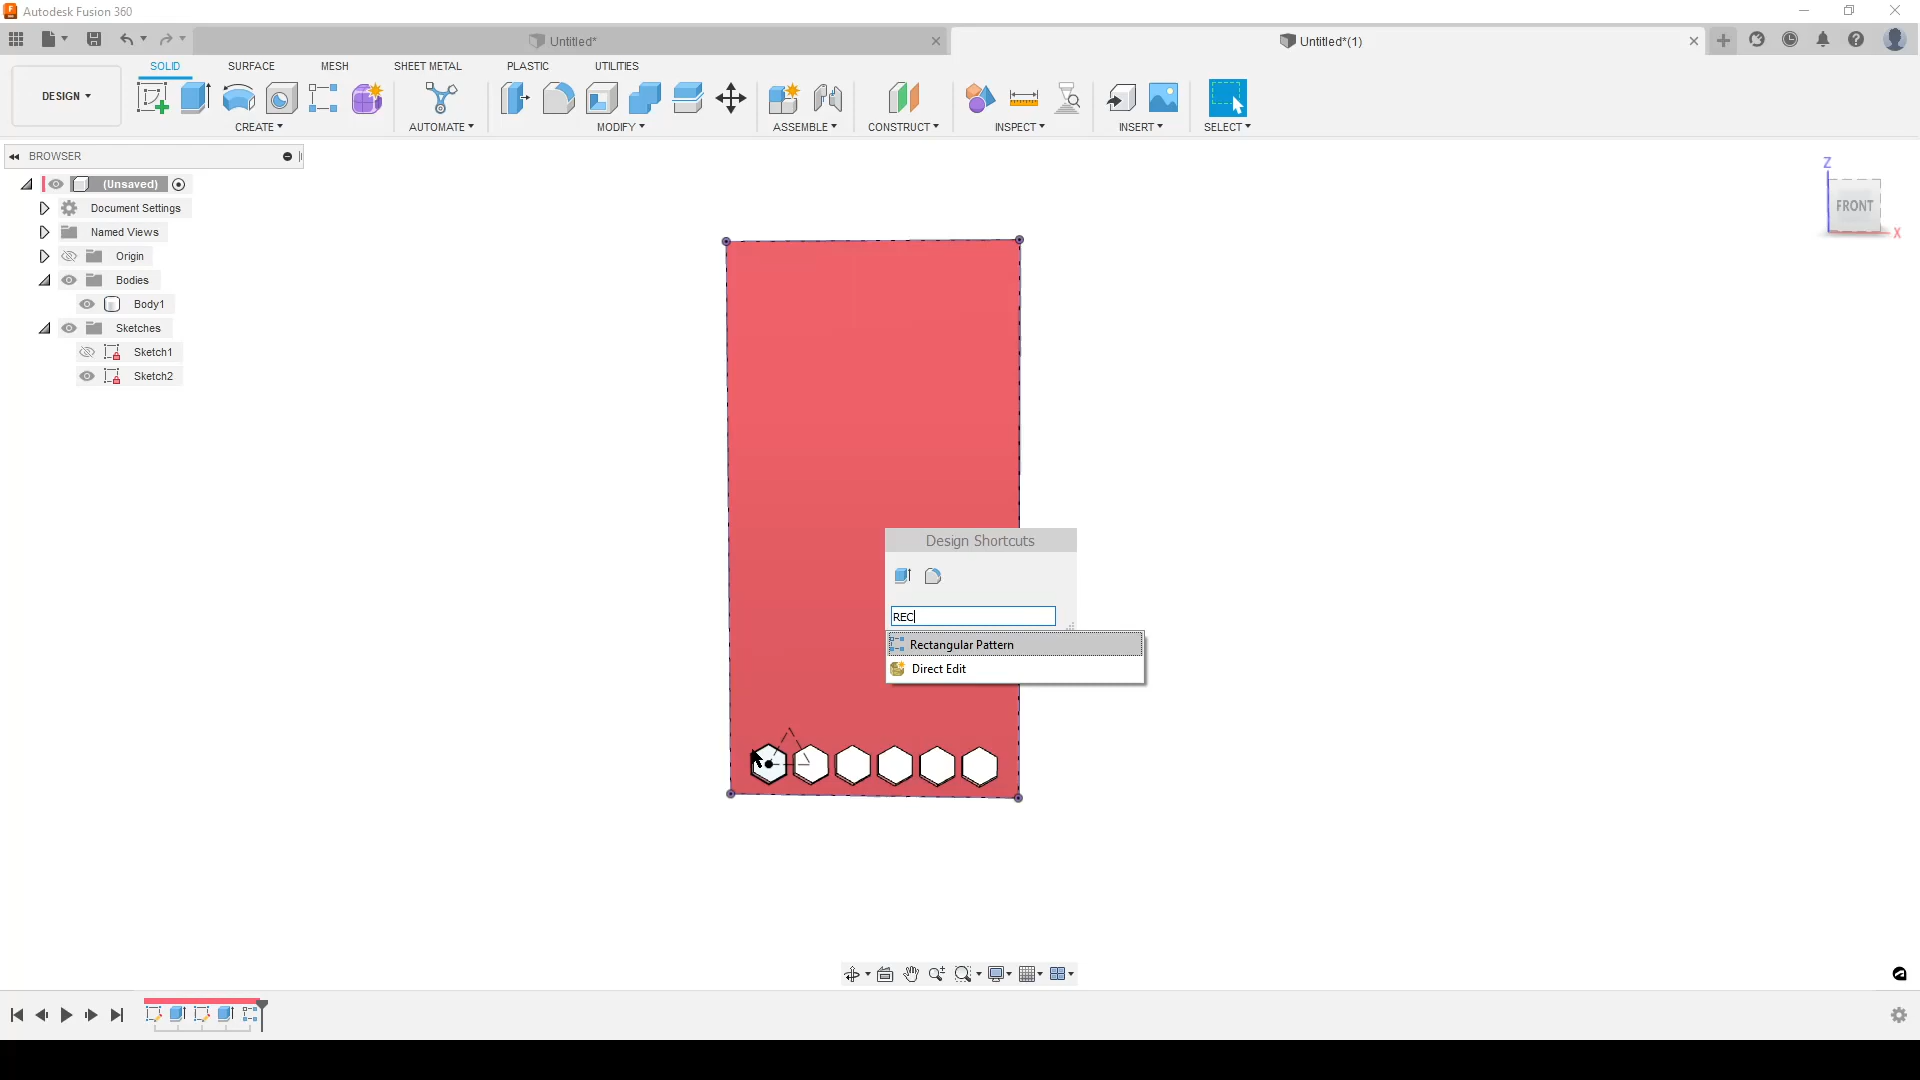 Autodesk Fusion 360
Untitled*
Untitled*(1)
SOLID
SURFACE
MESH
SHEET METAL
PLASTIC
UTILITIES
DESIGN
CREATE
AUTOMATE
MODIFY
ASSEMBLE
CONSTRUCT
INSPECT
INSERT
SELECT
BROWSER
(Unsaved)
Document Settings
Named Views
Origin
Bodies
Body1
Sketches
Sketch1
Sketch2
Z
FRONT
X
Design Shortcuts
REC
Rectangular Pattern
Direct Edit